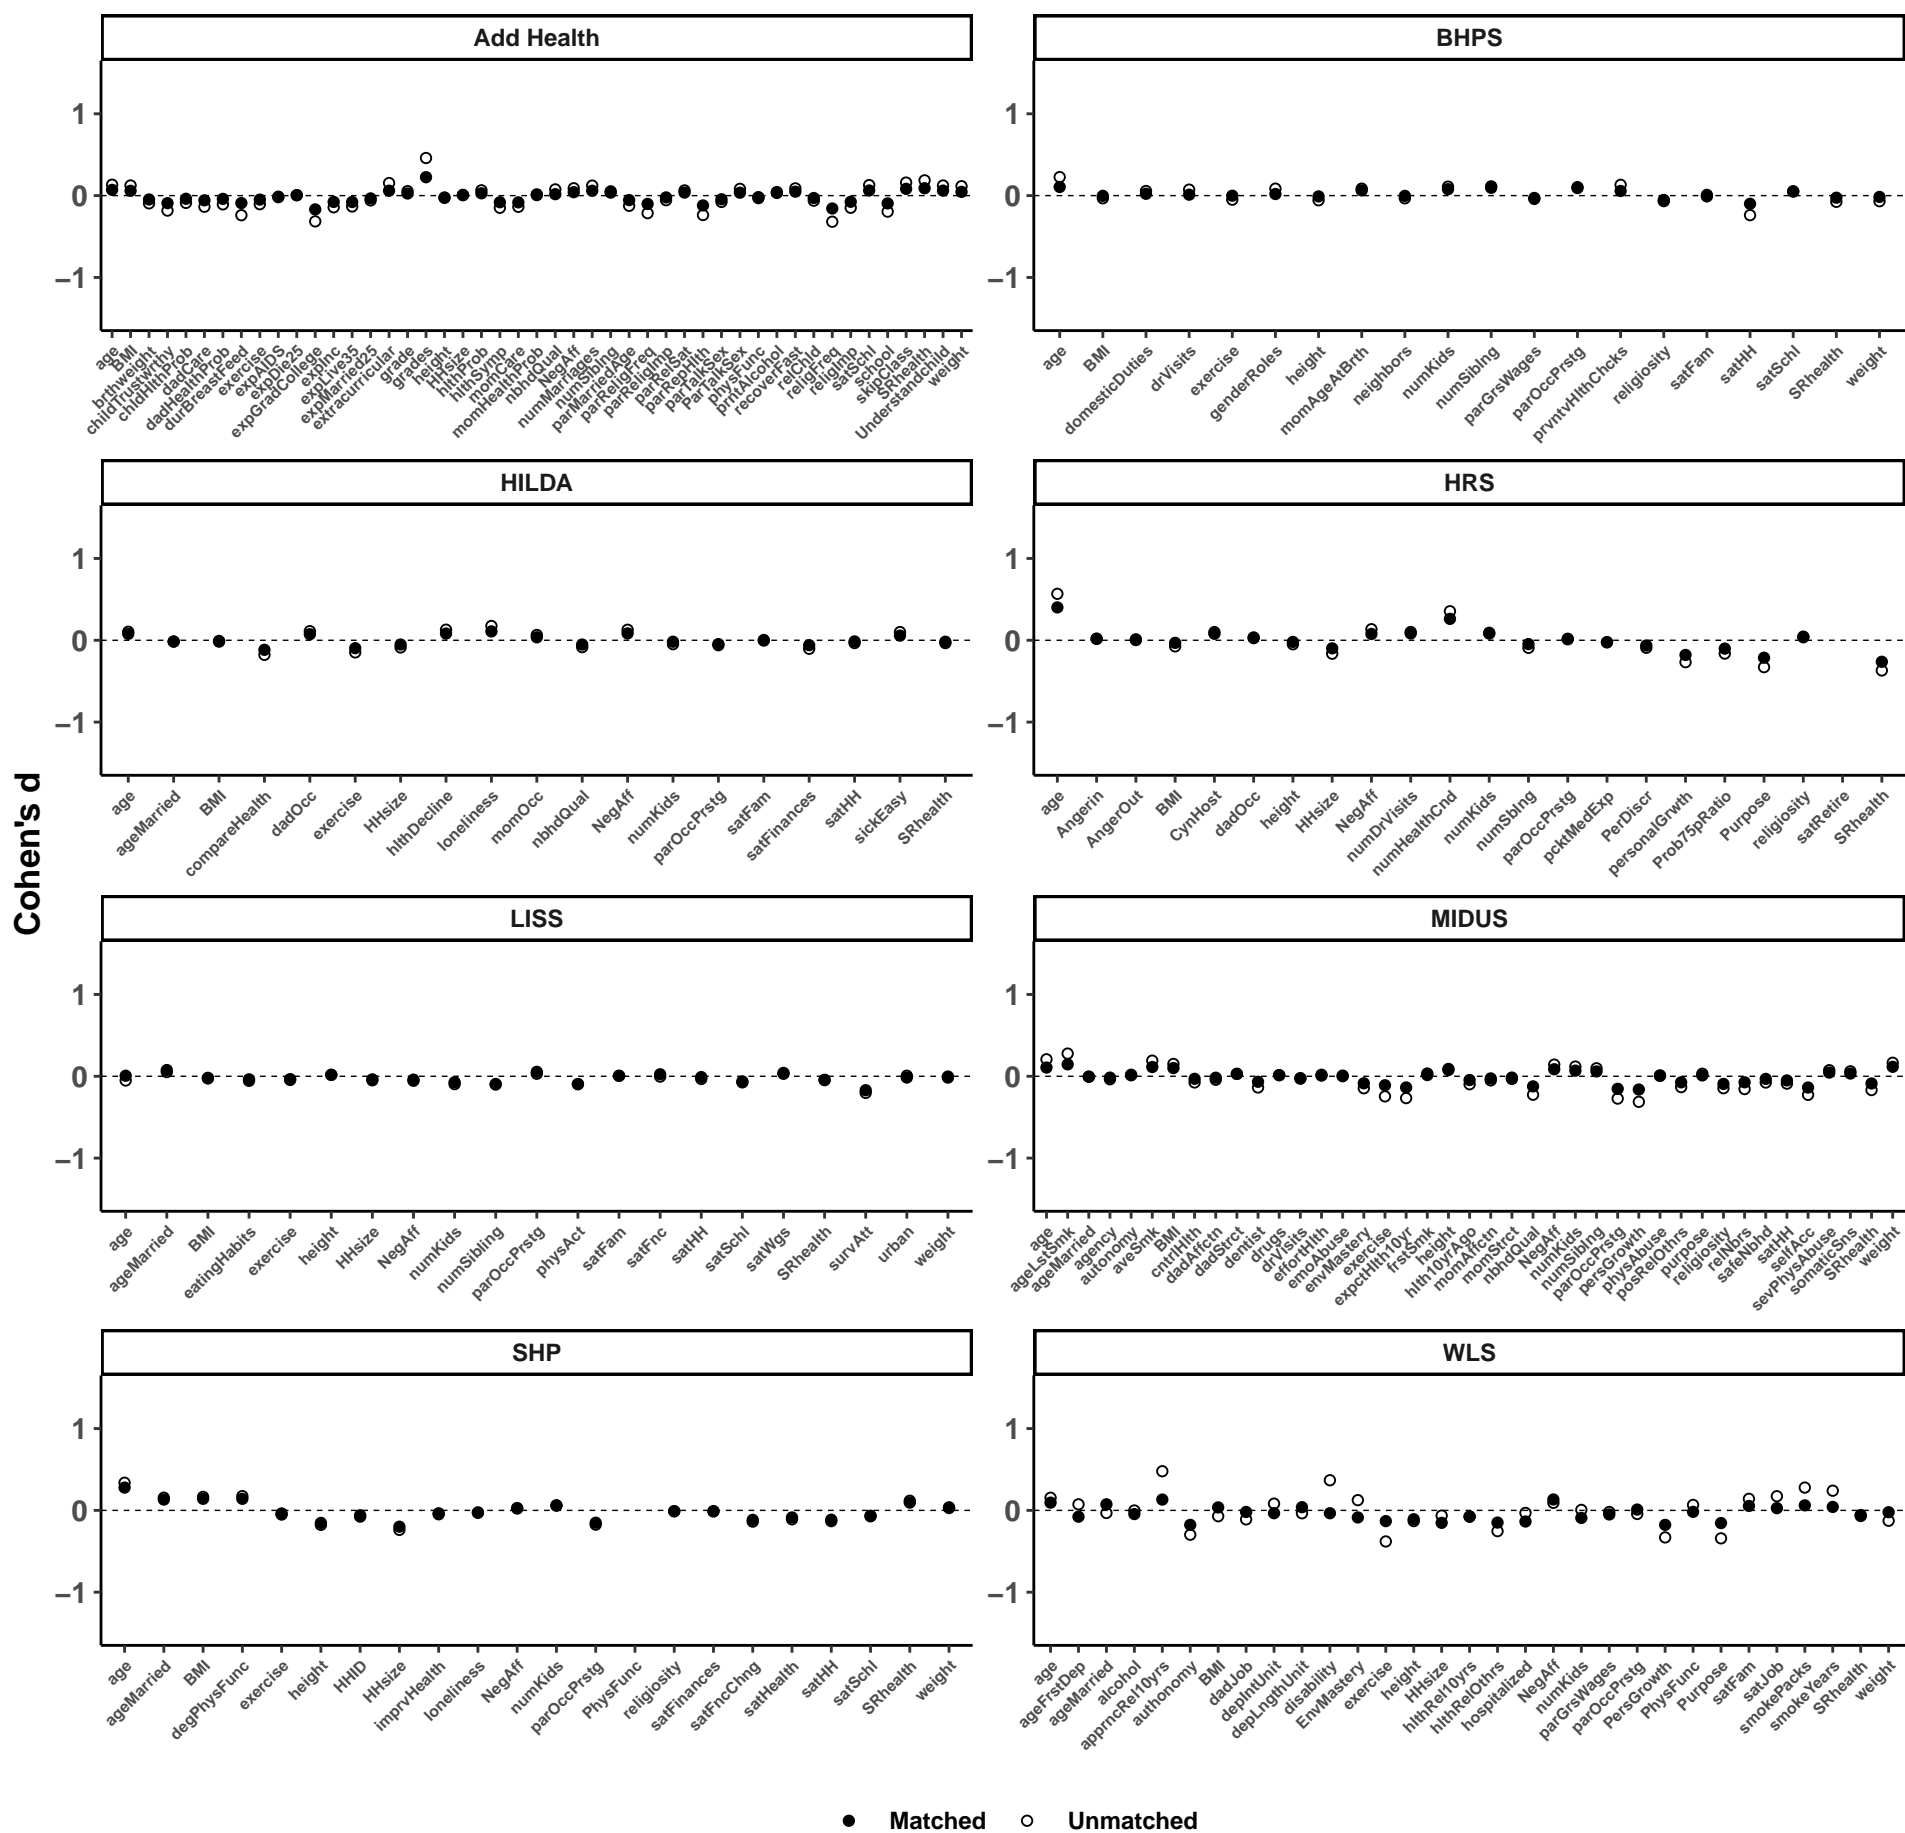 Add Health
BHPS
1
0
−1
age
BMI
brthweight
childTrustwrthy
chldHlthProb
dadCare
dadHealthProb
durBreastFeed
exercise
expAIDS
expDie25
expGradCollege
expInc
expLive35
expMarried25
extracurricular
grade
grades
height
HHsize
hlthProb
hlthSymp
momCare
momHealthProb
nbhdQual
NegAff
numMarriages
numSibling
parMarriedAge
parReligFreq
parReligImp
parRelSat
parRepHlth
parTalkSex
ParTalkSex
physFunc
prntAlcohol
recoverFast
relChld
religFreq
religImp
satSchl
school
skipClass
SRhealth
Understandchild
weight
1
0
−1
age
BMI
domesticDuties
drVisits
exercise
genderRoles
height
momAgeAtBrth
neighbors
numKids
numSiblng
parGrsWages
parOccPrstg
prvntvHlthChcks
religiosity
satFam
satHH
satSchl
SRhealth
weight
HILDA
HRS
1
0
−1
age
ageMarried
BMI
compareHealth
dadOcc
exercise
HHsize
hlthDecline
loneliness
momOcc
nbhdQual
NegAff
numKids
parOccPrstg
satFam
satFinances
satHH
sickEasy
SRhealth
1
0
−1
age
Angerin
AngerOut
BMI
CynHost
dadOcc
height
HHsize
NegAff
numDrVisits
numHealthCnd
numKids
numSblng
parOccPrstg
pcktMedExp
PerDiscr
personalGrwth
Prob75pRatio
Purpose
religiosity
satRetire
SRhealth
Cohen's d
LISS
MIDUS
1
0
−1
age
ageMarried
BMI
eatingHabits
exercise
height
HHsize
NegAff
numKids
numSibling
parOccPrstg
physAct
satFam
satFnc
satHH
satSchl
satWgs
SRhealth
survAtt
urban
weight
1
0
−1
age
ageLstSmk
ageMarried
agency
autonomy
aveSmk
BMI
cntrlHlth
dadAffctn
dadStrct
dentist
drugs
drVisits
effortHlth
emoAbuse
envMastery
exercise
expctHlth10yr
frstSmk
height
hlth10yrAgo
momAffctn
momStrct
nbhdQual
NegAff
numKids
numSiblng
parOccPrstg
persGrowth
physAbuse
posRelOthrs
purpose
religiosity
relNbrs
safeNbhd
satHH
selfAcc
sevPhysAbuse
somaticSns
SRhealth
weight
SHP
WLS
1
0
−1
age
ageMarried
BMI
degPhysFunc
exercise
height
HHID
HHsize
imprvHealth
loneliness
NegAff
numKids
parOccPrstg
PhysFunc
religiosity
satFinances
satFncChng
satHealth
satHH
satSchl
SRhealth
weight
1
0
−1
age
ageFrstDep
ageMarried
alcohol
apprncRel10yrs
authonomy
BMI
dadJob
depIntUnit
depLngthUnit
disability
EnvMastery
exercise
height
HHsize
hlthRel10yrs
hlthRelOthrs
hospitalized
NegAff
numKids
parGrsWages
parOccPrstg
PersGrowth
PhysFunc
Purpose
satFam
satJob
smokePacks
smokeYears
SRhealth
weight
Matched
Unmatched